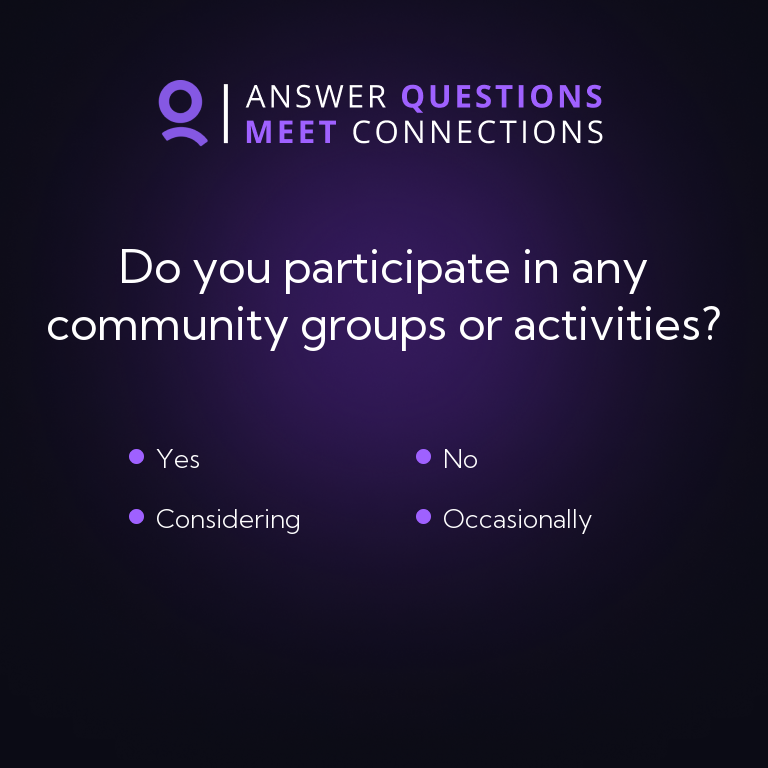 ANSWER QUESTIONS
MEET CONNECTIONS
Do you participate in any
community groups or activities?
Yes
No
Considering
Occasionally